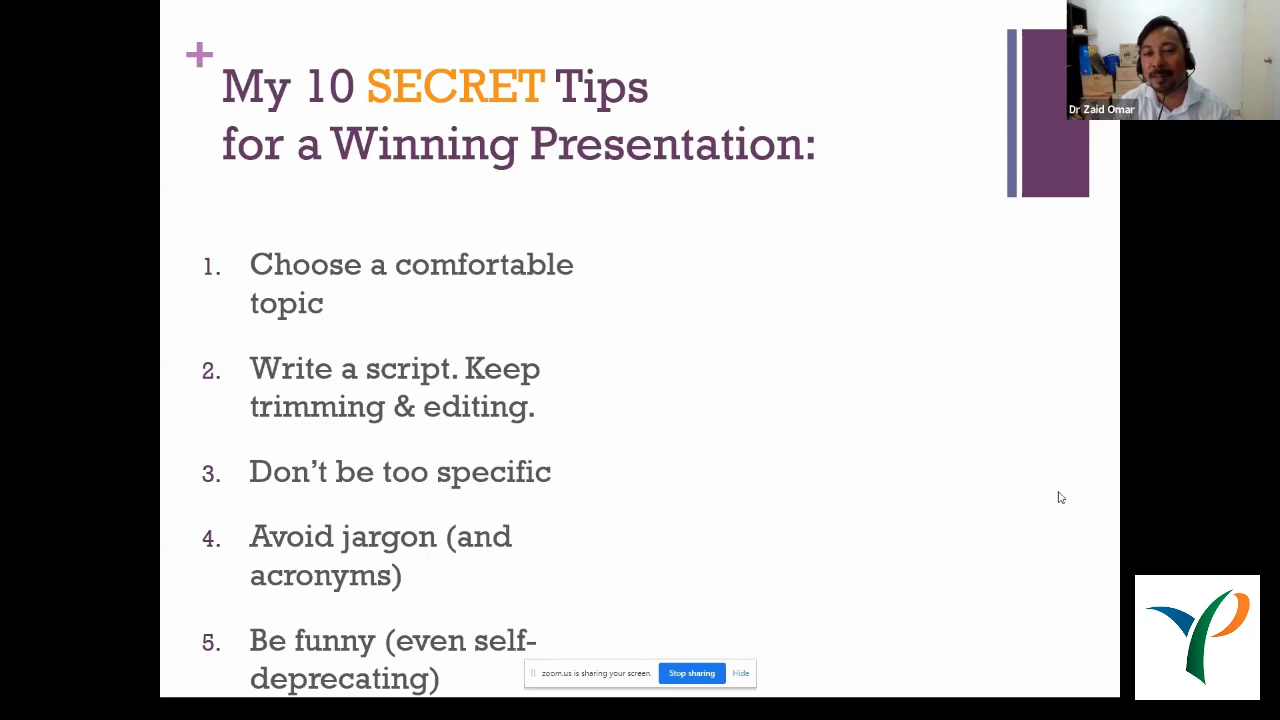 +
My 10 SECRET Tips
for a Winning Presentation:
Dr Zaid Omar
1. Choose a comfortable
topic
2. Write a script. Keep
trimming & editing.
3. Don’t be too specific
4. Avoid jargon (and
acronyms)
5. Be funny (even self-
deprecating)
zoom.us is sharing your screen. Stop sharing Hide